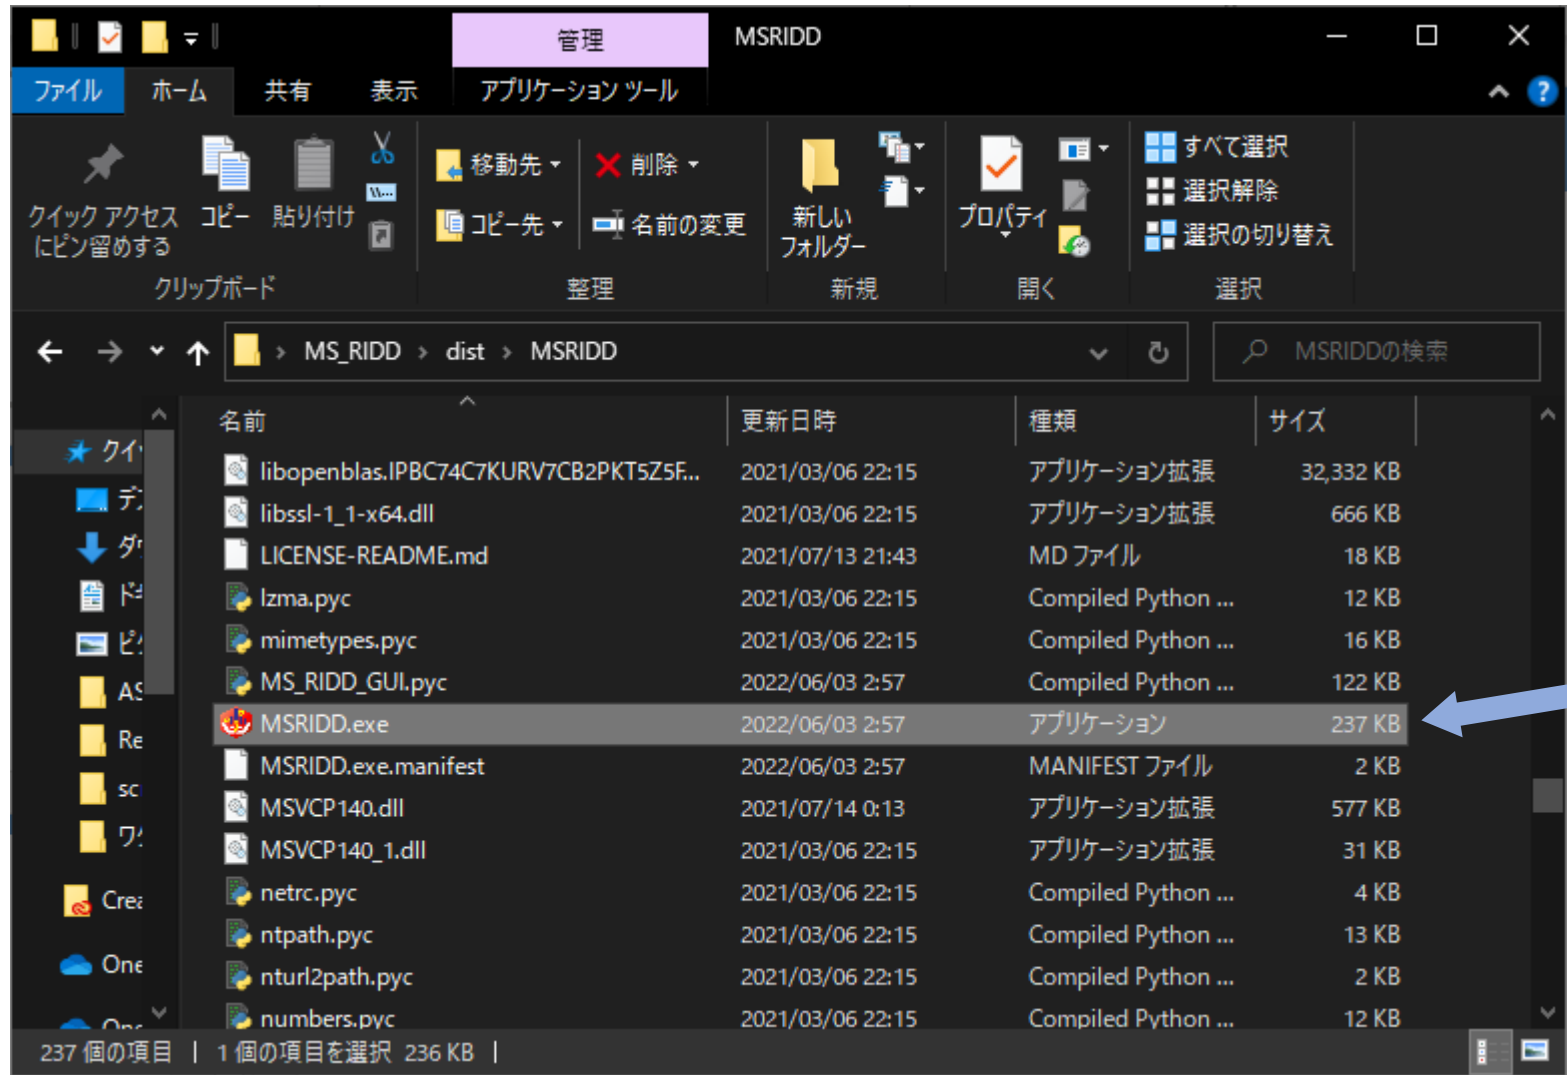 管理 MSRIDD
ファイル ホーム 共有 表示 アプリケーション ツール
クイック アクセス
にピン留めする
コピー
貼り付け
クリップボード
移動先 削除
コピー先 名前の変更
整理
新しい
フォルダー
新規
プロパティ
開く
すべて選択
選択解除
選択の切り替え
選択
MS_RIDD > dist > MSRIDD
MSRIDDの検索
名前 更新日時 種類 サイズ
libopenblas.IPBC74C7KURV7CB2PKT5Z5F... 2021/03/06 22:15 アプリケーション拡張 32,332 KB
libssl-1_1-x64.dll 2021/03/06 22:15 アプリケーション拡張 666 KB
LICENSE-README.md 2021/07/13 21:43 MD ファイル 18 KB
lzma.pyc 2021/03/06 22:15 Compiled Python ... 12 KB
mimetypes.pyc 2021/03/06 22:15 Compiled Python ... 16 KB
MS_RIDD_GUI.pyc 2022/06/03 2:57 Compiled Python ... 122 KB
MSRIDD.exe 2022/06/03 2:57 アプリケーション 237 KB
MSRIDD.exe.manifest 2022/06/03 2:57 MANIFEST ファイル 2 KB
MSVCP140.dll 2021/07/14 0:13 アプリケーション拡張 577 KB
MSVCP140_1.dll 2021/03/06 22:15 アプリケーション拡張 31 KB
netrc.pyc 2021/03/06 22:15 Compiled Python ... 4 KB
ntpath.pyc 2021/03/06 22:15 Compiled Python ... 13 KB
nturl2path.pyc 2021/03/06 22:15 Compiled Python ... 2 KB
numbers.pyc 2021/03/06 22:15 Compiled Python ... 12 KB
AS
Re
sc
Crea
One
237 個の項目 | 1 個の項目を選択 236 KB |